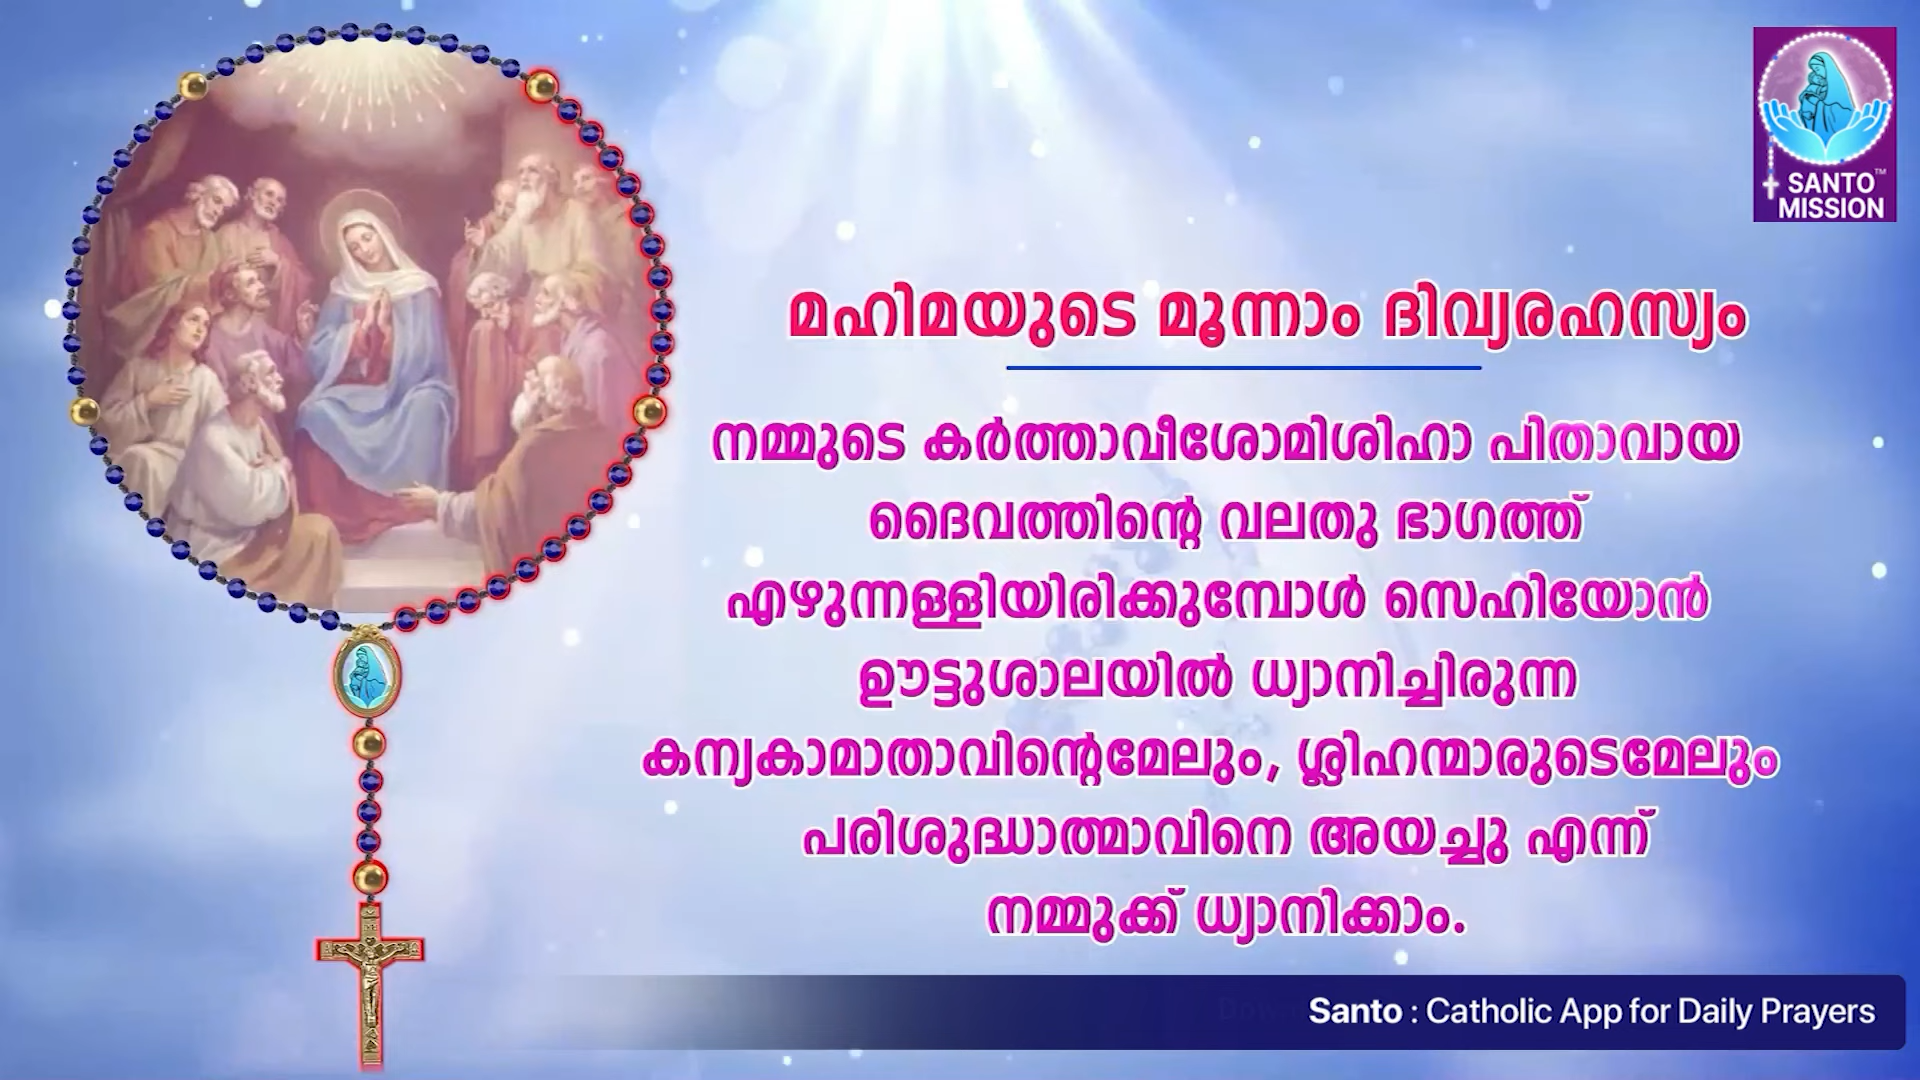 SANTO™
MISSION
മഹിമയുടെ മൂന്നാം ദിവ്യരഹസ്യം
നമ്മുടെ കർത്താവീശോമിശിഹാ പിതാവായ
ദൈവത്തിന്റെ വലതു ഭാഗത്ത്
എഴുന്നള്ളിയിരിക്കുമ്പോൾ സെഹിയോൻ
ഊട്ടുശാലയിൽ ധ്യാനിച്ചിരുന്ന
കന്യകാമാതാവിന്റെമേലും, ശ്ലിഹന്മാരുടെമേലും
പരിശുദ്ധാത്മാവിനെ അയച്ചു എന്ന്
നമ്മുക്ക് ധ്യാനിക്കാം.
Santo : Catholic App for Daily Prayers